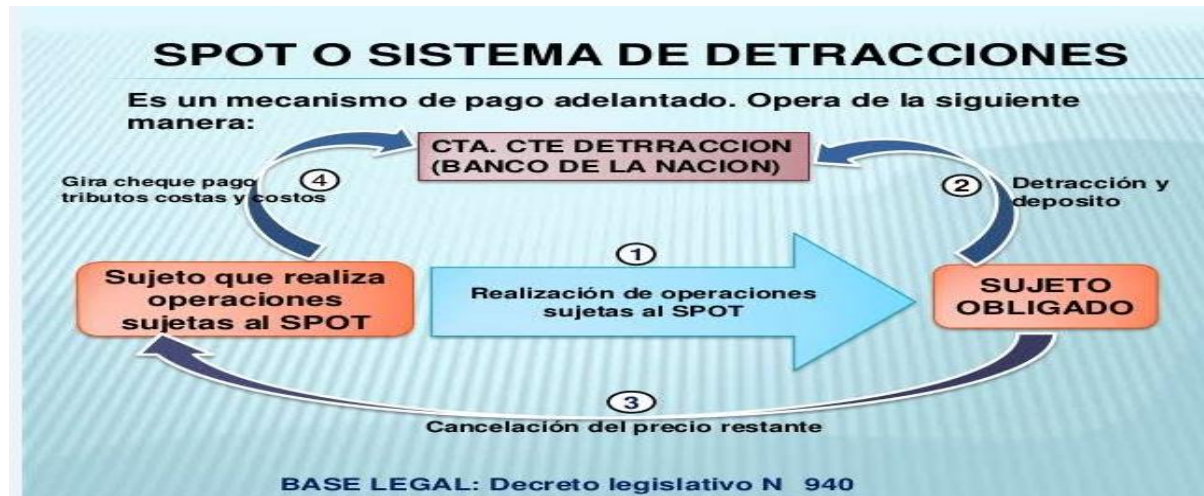 SPOT O SISTEMA DE DETRACCIONES
Es un mecanismo de pago adelantado. Opera de la siguiente
manera:
CTA. CTE DETRRACCION
(BANCO DE LA NACION)
Gira cheque pago
tributos costas y costos
4
2
Detracción y
deposito
1
Sujeto que realiza
operaciones
sujetas al SPOT
Realización de operaciones
sujetas al SPOT
SUJETO
OBLIGADO
3
Cancelación del precio restante
BASE LEGAL: Decreto legislativo N 940